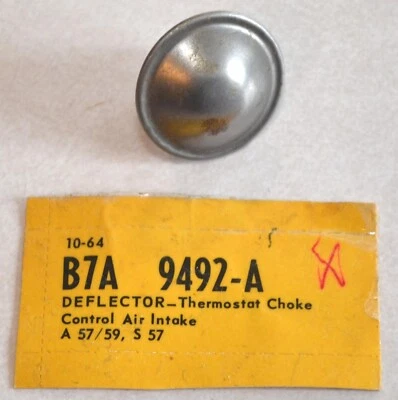 10-64
B7A 9492-A
DEFLECTOR-Thermostat Choke
Control Air Intake
A 57/59, S 57